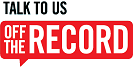 TALK TO US
OFF THE RECORD